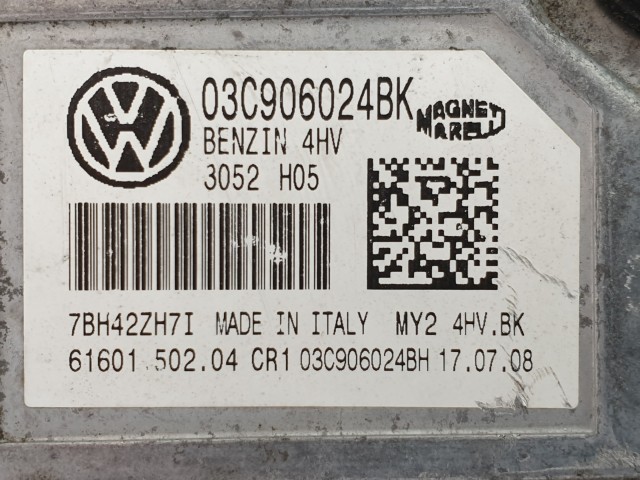 03C906024BK
MAGNETI MARELLI
BENZIN 4HV
3052 H05
7BH42ZH7I MADE IN ITALY MY2 4HV.BK
61601 502.04 CR1 03C906024BH 17.07.08